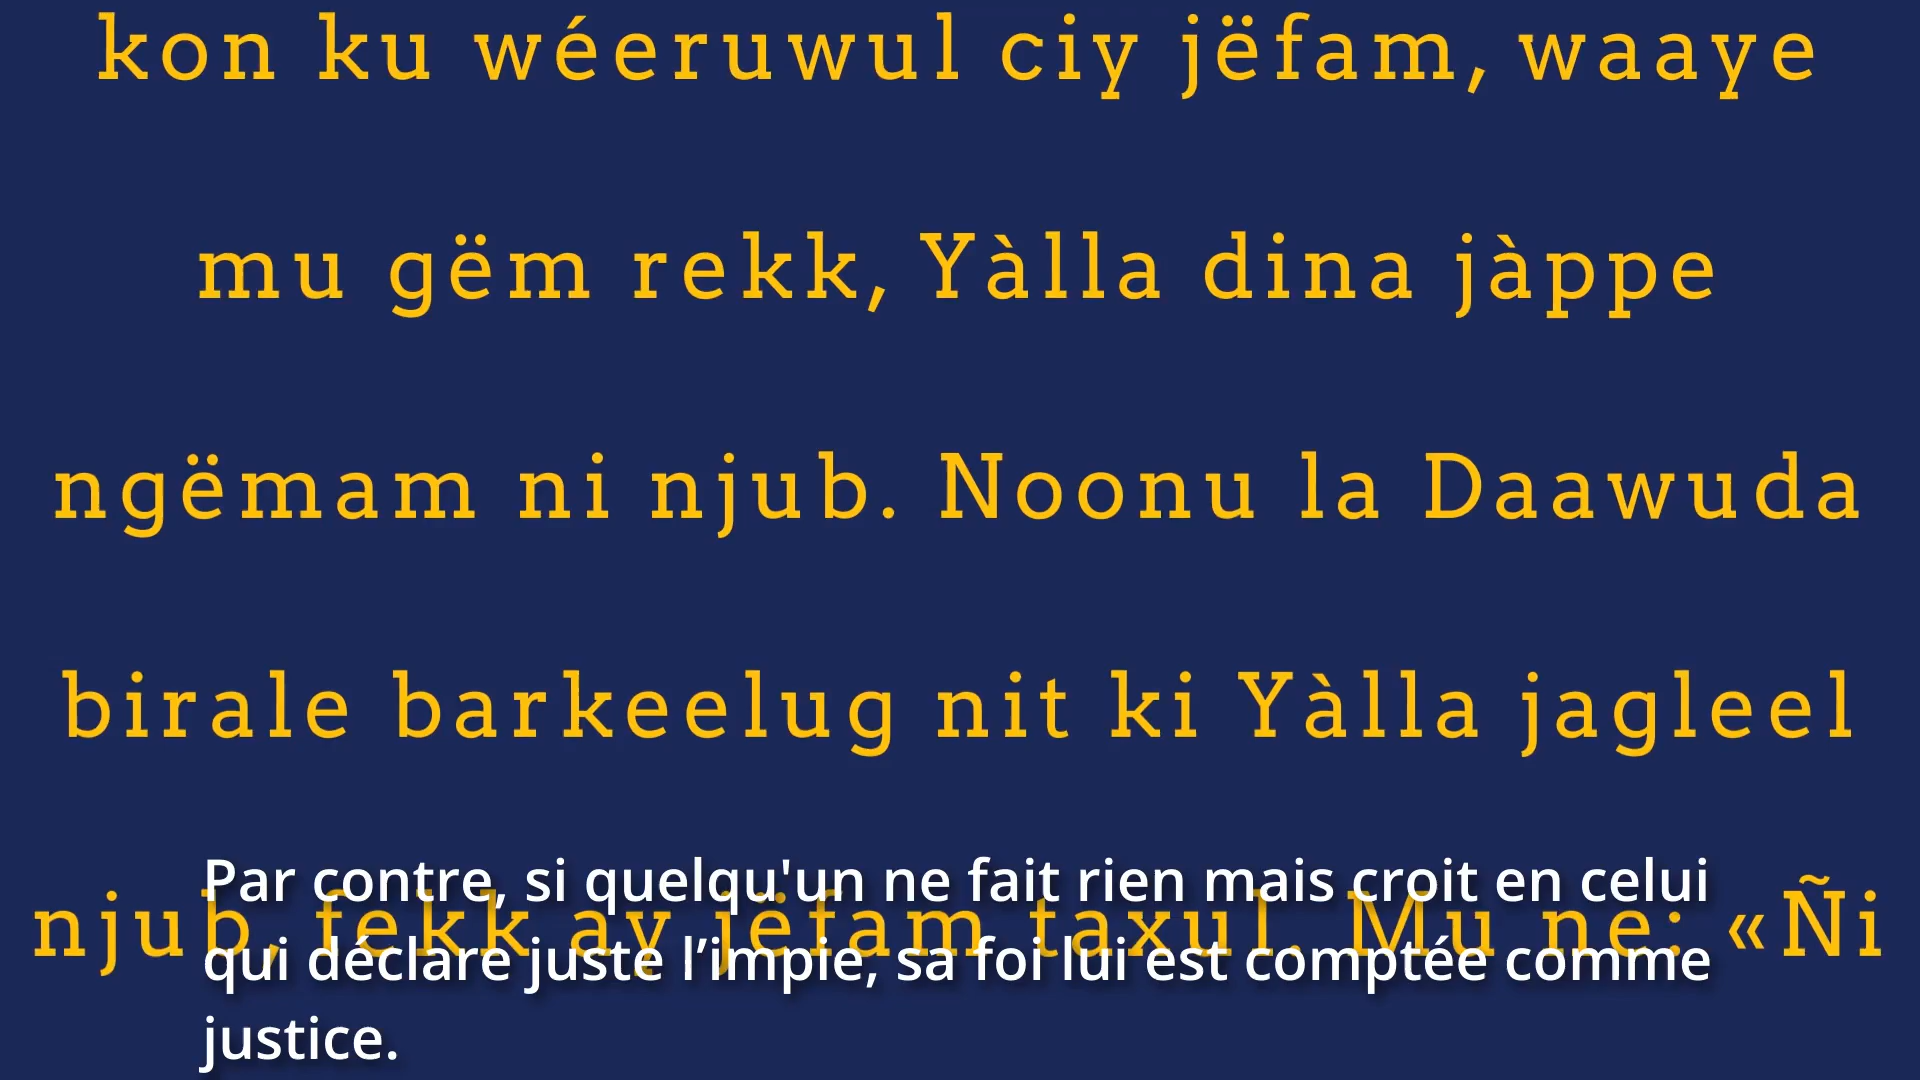 kon ku wéeruwul ciy jëfam, waaye
mu gëm rekk, Yàlla dina jàppe
ngëmam ni njub. Noonu la Daawuda
birale barkeelug nit ki Yàlla jagleel
njub, fekk ay jëfam taxul. Mu ne: «Ñi
Par contre, si quelqu'un ne fait rien mais croit en celui
qui déclare juste l’impie, sa foi lui est comptée comme
justice.